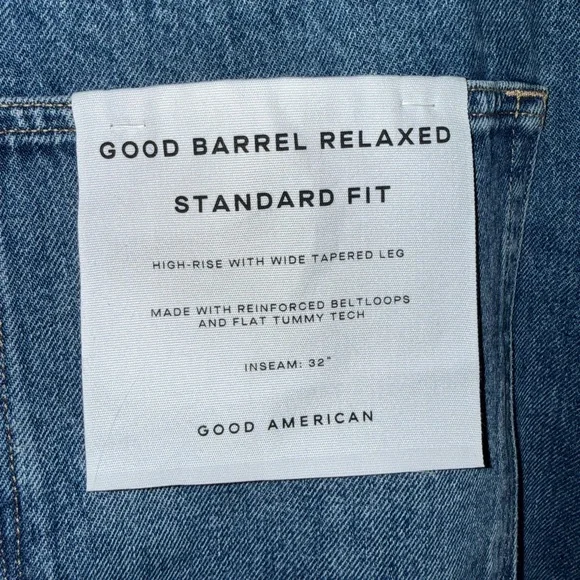 GOOD BARREL RELAXED
STANDARD FIT
HIGH-RISE WITH WIDE TAPERED LEG
MADE WITH REINFORCED BELTLOOPS
AND FLAT TUMMY TECH
INSEAM: 32"
GOOD AMERICAN